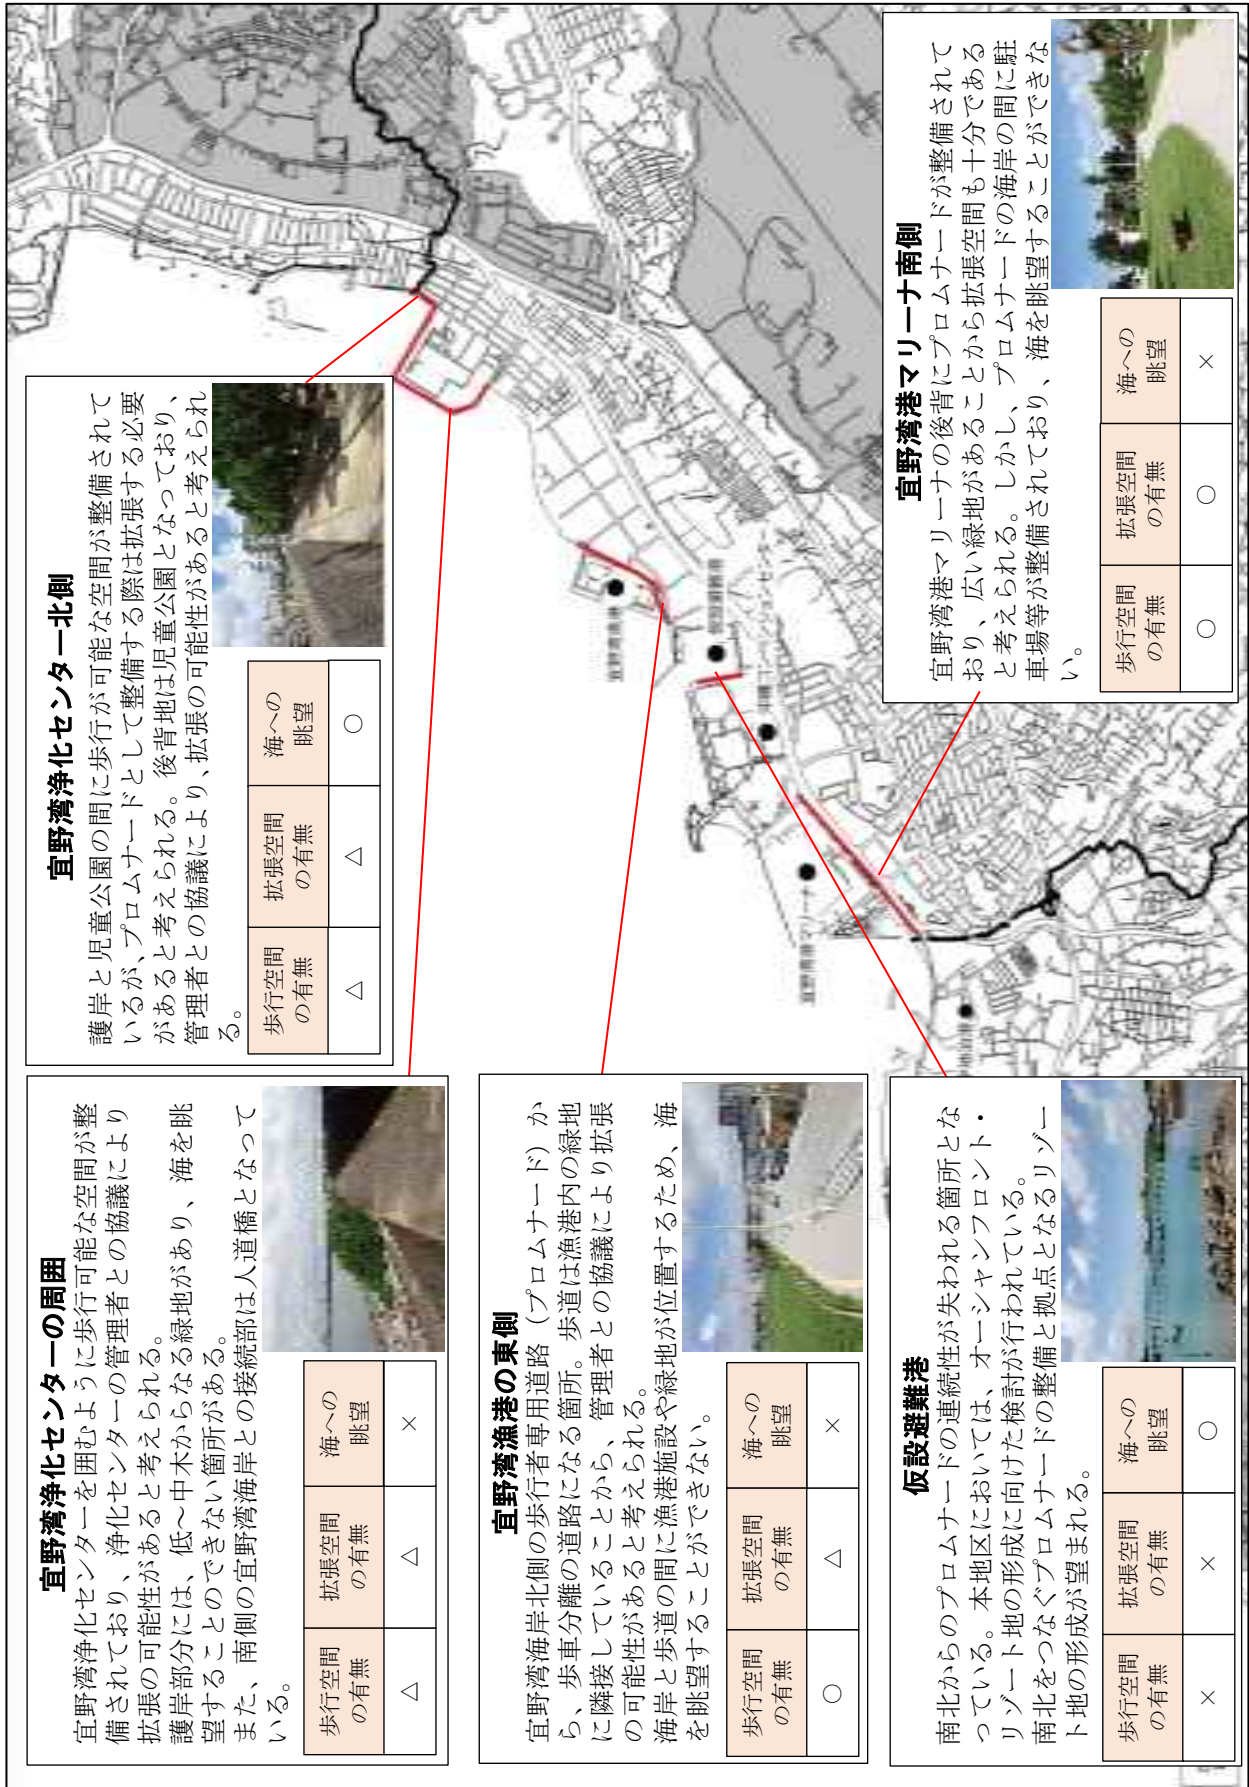 宜野湾浄化センターの周囲
宜野湾浄化センターを囲むように歩行可能な空間が整
備されており、浄化センターの管理者との協議により
拡張の可能性があると考えられる。
護岸部分には、低～中木からなる緑地があり、海を眺
望することのできない箇所がある。
また、南側の宜野湾海岸との接続部は人道橋となって
いる。
歩行空間
の有無
拡張空間
の有無
海への
眺望
△
△
×
宜野湾浄化センター北側
護岸と児童公園の間に歩行が可能な空間が整備されて
いるが、プロムナードとして整備する際は拡張する必要
があると考えられる。後背地は児童公園となっており、
管理者との協議により、拡張の可能性があると考えられ
る。
歩行空間
の有無
拡張空間
の有無
海への
眺望
△
△
○
宜野湾漁港の東側
宜野湾海岸北側の歩行者専用道路（プロムナード）か
ら、歩車分離の道路になる箇所。歩道は漁港内の緑地
に隣接していることから、管理者との協議により拡張
の可能性があると考えられる。
海岸と歩道の間に漁港施設や緑地が位置するため、海
を眺望することができない。
歩行空間
の有無
拡張空間
の有無
海への
眺望
○
△
×
仮設避難港
南北からのプロムナードの連続性が失われる箇所とな
っている。本地区においては、オーシャンフロント・
リゾート地の形成に向けた検討が行われている。
南北をつなぐプロムナードの整備と拠点となるリゾー
ト地の形成が望まれる。
歩行空間
の有無
拡張空間
の有無
海への
眺望
×
×
○
宜野湾港マリーナ南側
宜野湾港マリーナの後背にプロムナードが整備されて
おり、広い緑地があることから拡張空間も十分である
と考えられる。しかし、プロムナードの海岸の間に駐
車場等が整備されており、海を眺望することができな
い。
歩行空間
の有無
拡張空間
の有無
海への
眺望
○
○
×
宜野湾漁港
仮設避難港
沖縄コンベンションセンター
宜野湾港マリーナ